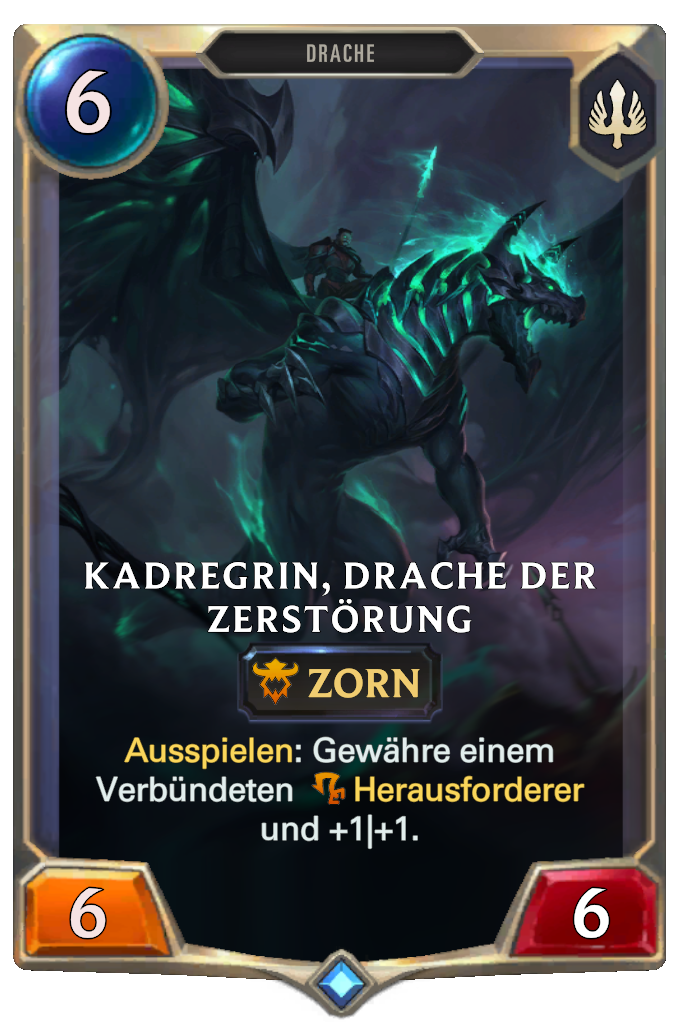 6
DRACHE
KADREGRIN, DRACHE DER
ZERSTÖRUNG
ZORN
Ausspielen: Gewähre einem
Verbündeten Herausforderer
und +1|+1.
6
6